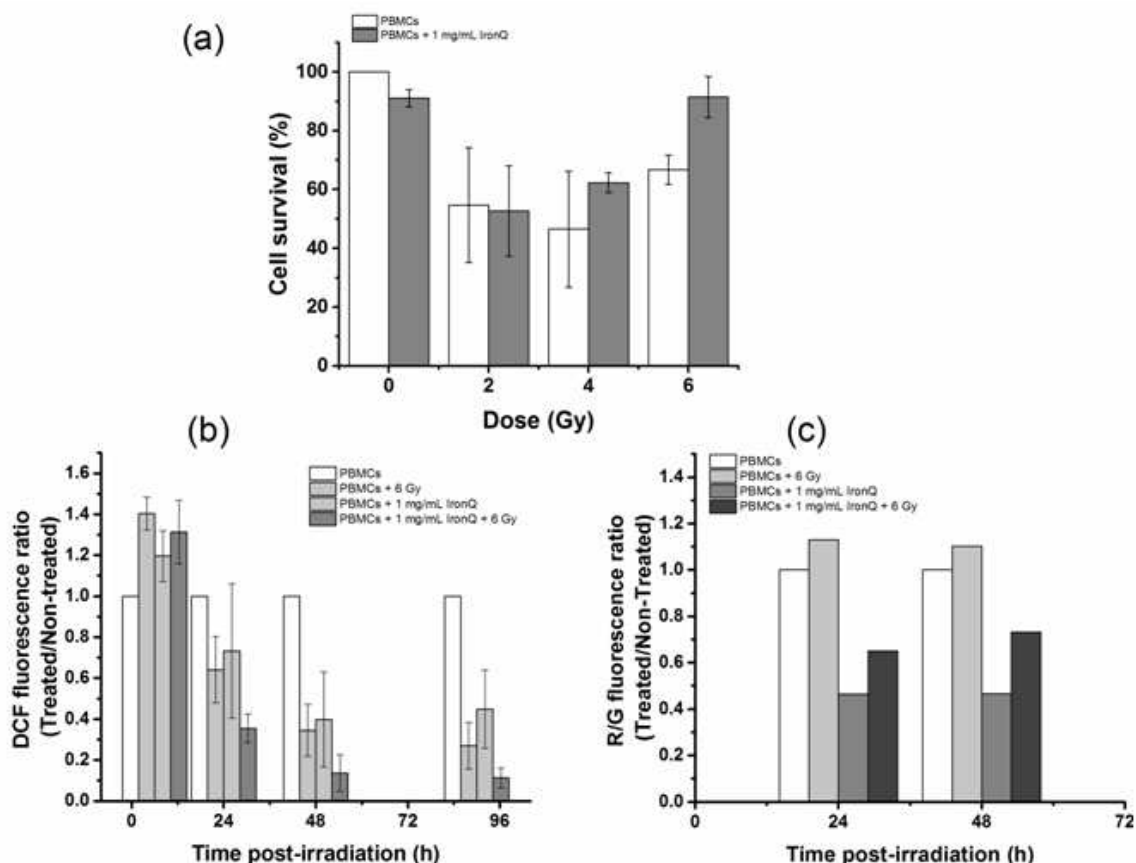 (a)
PBMCs
PBMCs + 1 mg/mL IronQ
Cell survival (%)
100
80
60
40
20
0
0 2 4 6
Dose (Gy)
(b)
PBMCs
PBMCs + 6 Gy
PBMCs + 1 mg/mL IronQ
PBMCs + 1 mg/mL IronQ + 6 Gy
DCF fluorescence ratio
(Treated/Non-treated)
1.6
1.4
1.2
1.0
0.8
0.6
0.4
0.2
0.0
0 24 48 72 96
Time post-irradiation (h)
(c)
PBMCs
PBMCs + 6 Gy
PBMCs + 1 mg/mL IronQ
PBMCs + 1 mg/mL IronQ + 6 Gy
R/G fluorescence ratio
(Treated/Non-Treated)
1.4
1.2
1.0
0.8
0.6
0.4
0.2
0.0
0 24 48 72
Time post-irradiation (h)